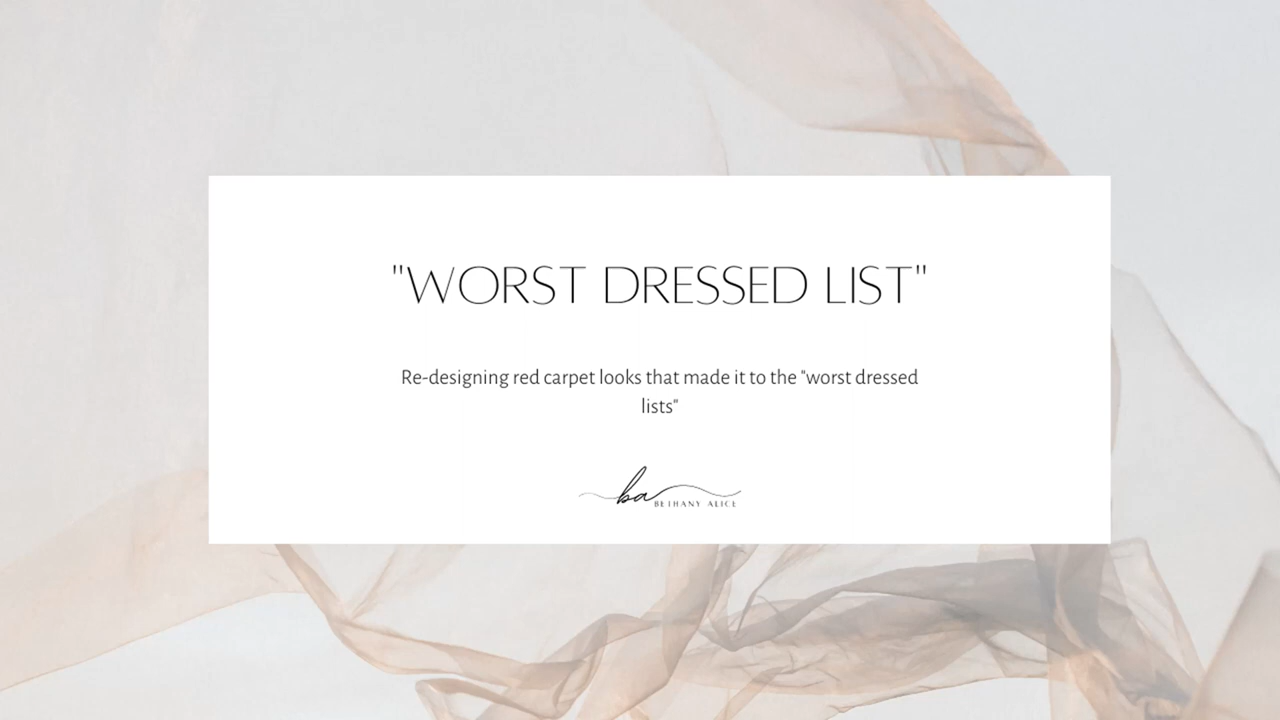 "WORST DRESSED LIST"
Re-designing red carpet looks that made it to the "worst dressed
lists"
ba BETHANY ALICE